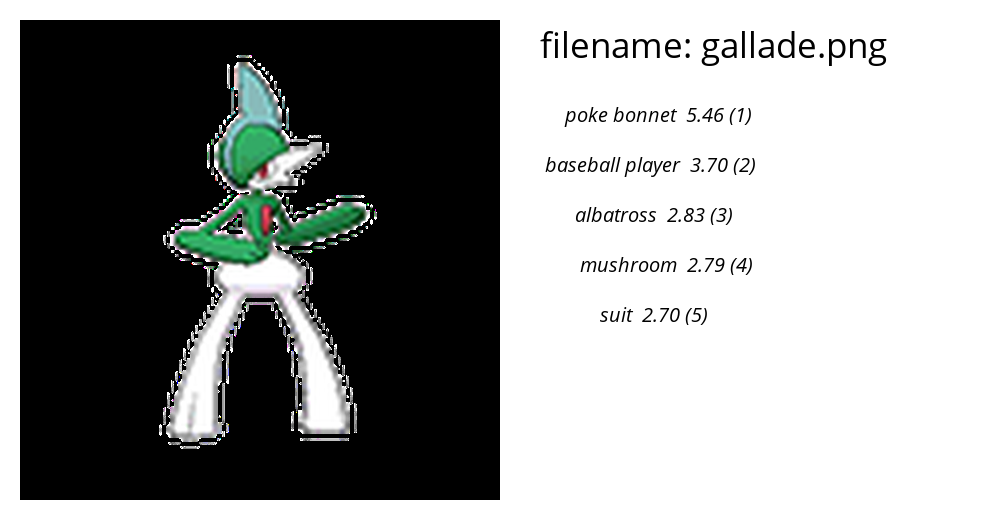 filename: gallade.png
poke bonnet 5.46 (1)
baseball player 3.70 (2)
albatross 2.83 (3)
mushroom 2.79 (4)
suit 2.70 (5)